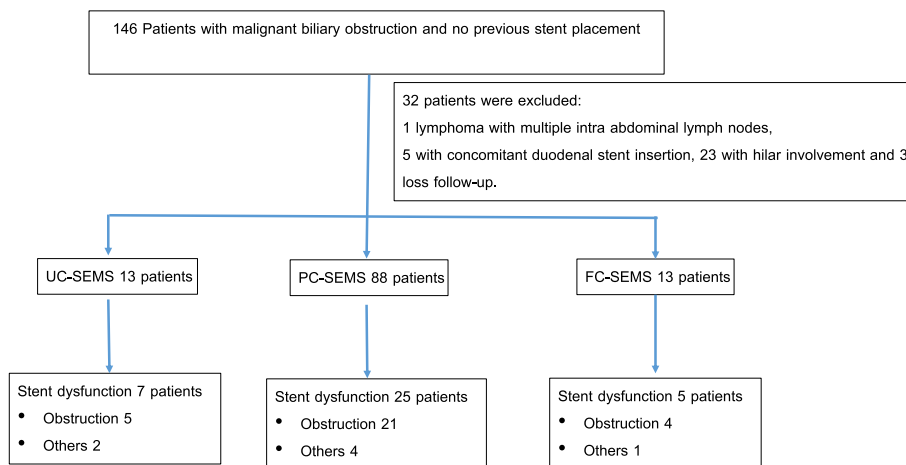 146 Patients with malignant biliary obstruction and no previous stent placement
32 patients were excluded:
1 lymphoma with multiple intra abdominal lymph nodes,
5 with concomitant duodenal stent insertion, 23 with hilar involvement and 3
loss follow-up.
UC-SEMS 13 patients
PC-SEMS 88 patients
FC-SEMS 13 patients
Stent dysfunction 7 patients
• Obstruction 5
• Others 2
Stent dysfunction 25 patients
• Obstruction 21
• Others 4
Stent dysfunction 5 patients
• Obstruction 4
• Others 1